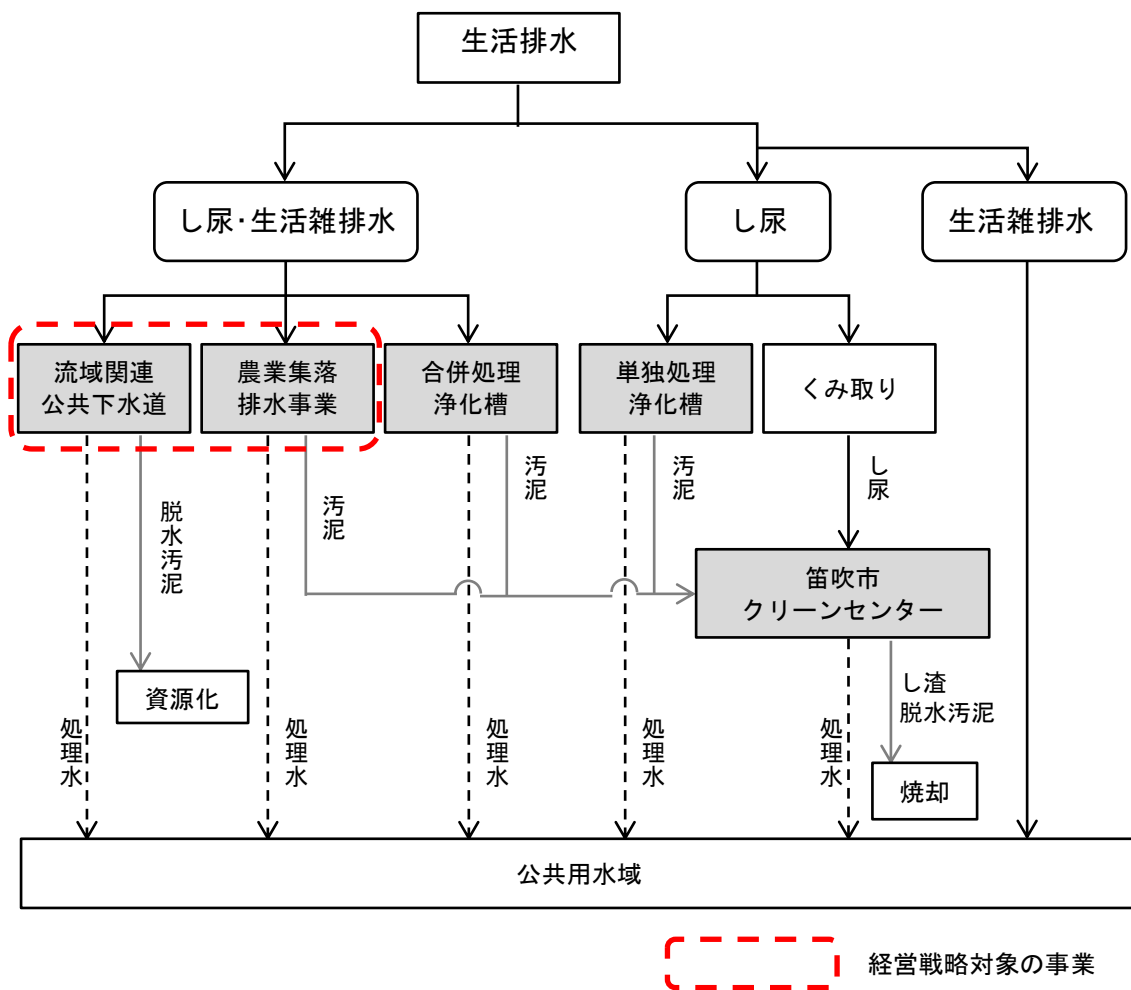 生活排水
し尿･生活雑排水
し尿
生活雑排水
流域関連
公共下水道
農業集落
排水事業
合併処理
浄化槽
単独処理
浄化槽
くみ取り
脱水汚泥
汚泥
汚泥
汚泥
し尿
笛吹市
クリーンセンター
資源化
し渣
脱水汚泥
焼却
処理水
処理水
処理水
処理水
処理水
公共用水域
経営戦略対象の事業